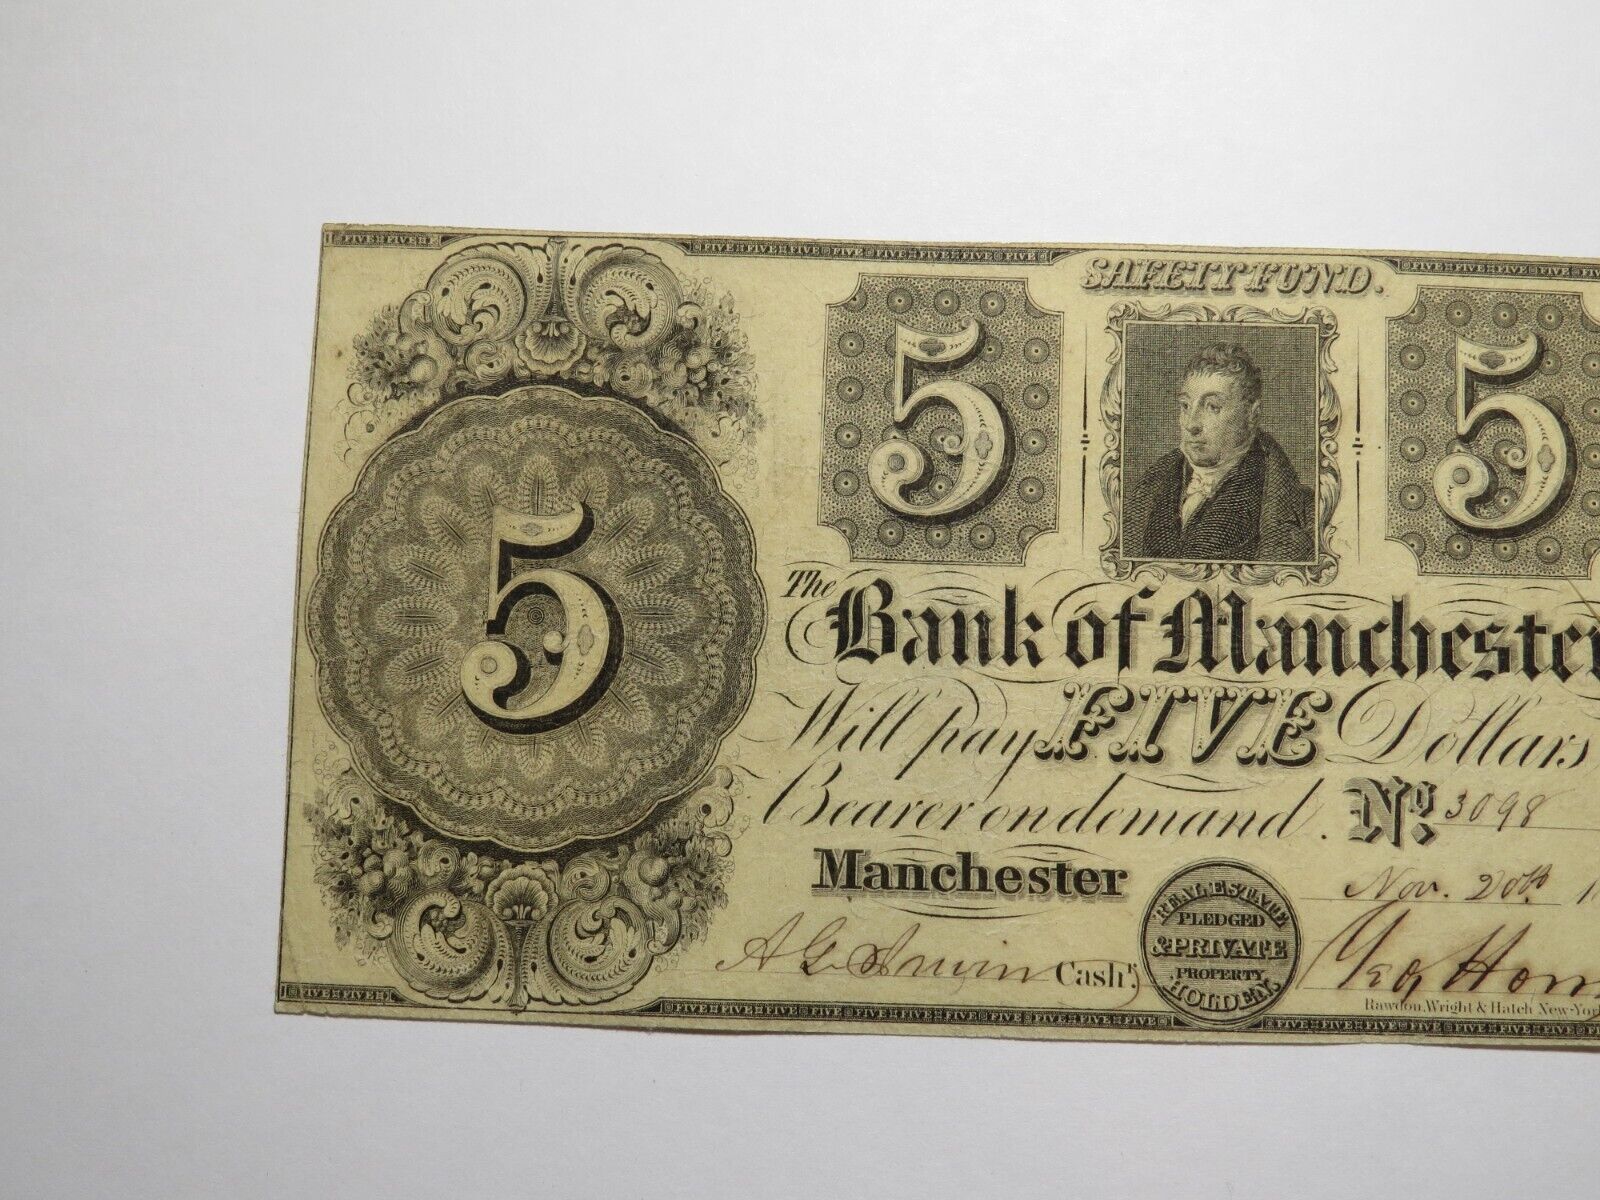 SAFETY FUND.
5 5 5
The Bank of Manchester
Will pay FIVE Dollars
Bearer on demand. No. 3098
Manchester Nov. 20th
REAL ESTATE
PLEDGED
& PRIVATE
PROPERTY
HOLDEN.
Cashr.
Rawdon, Wright & Hatch New-York